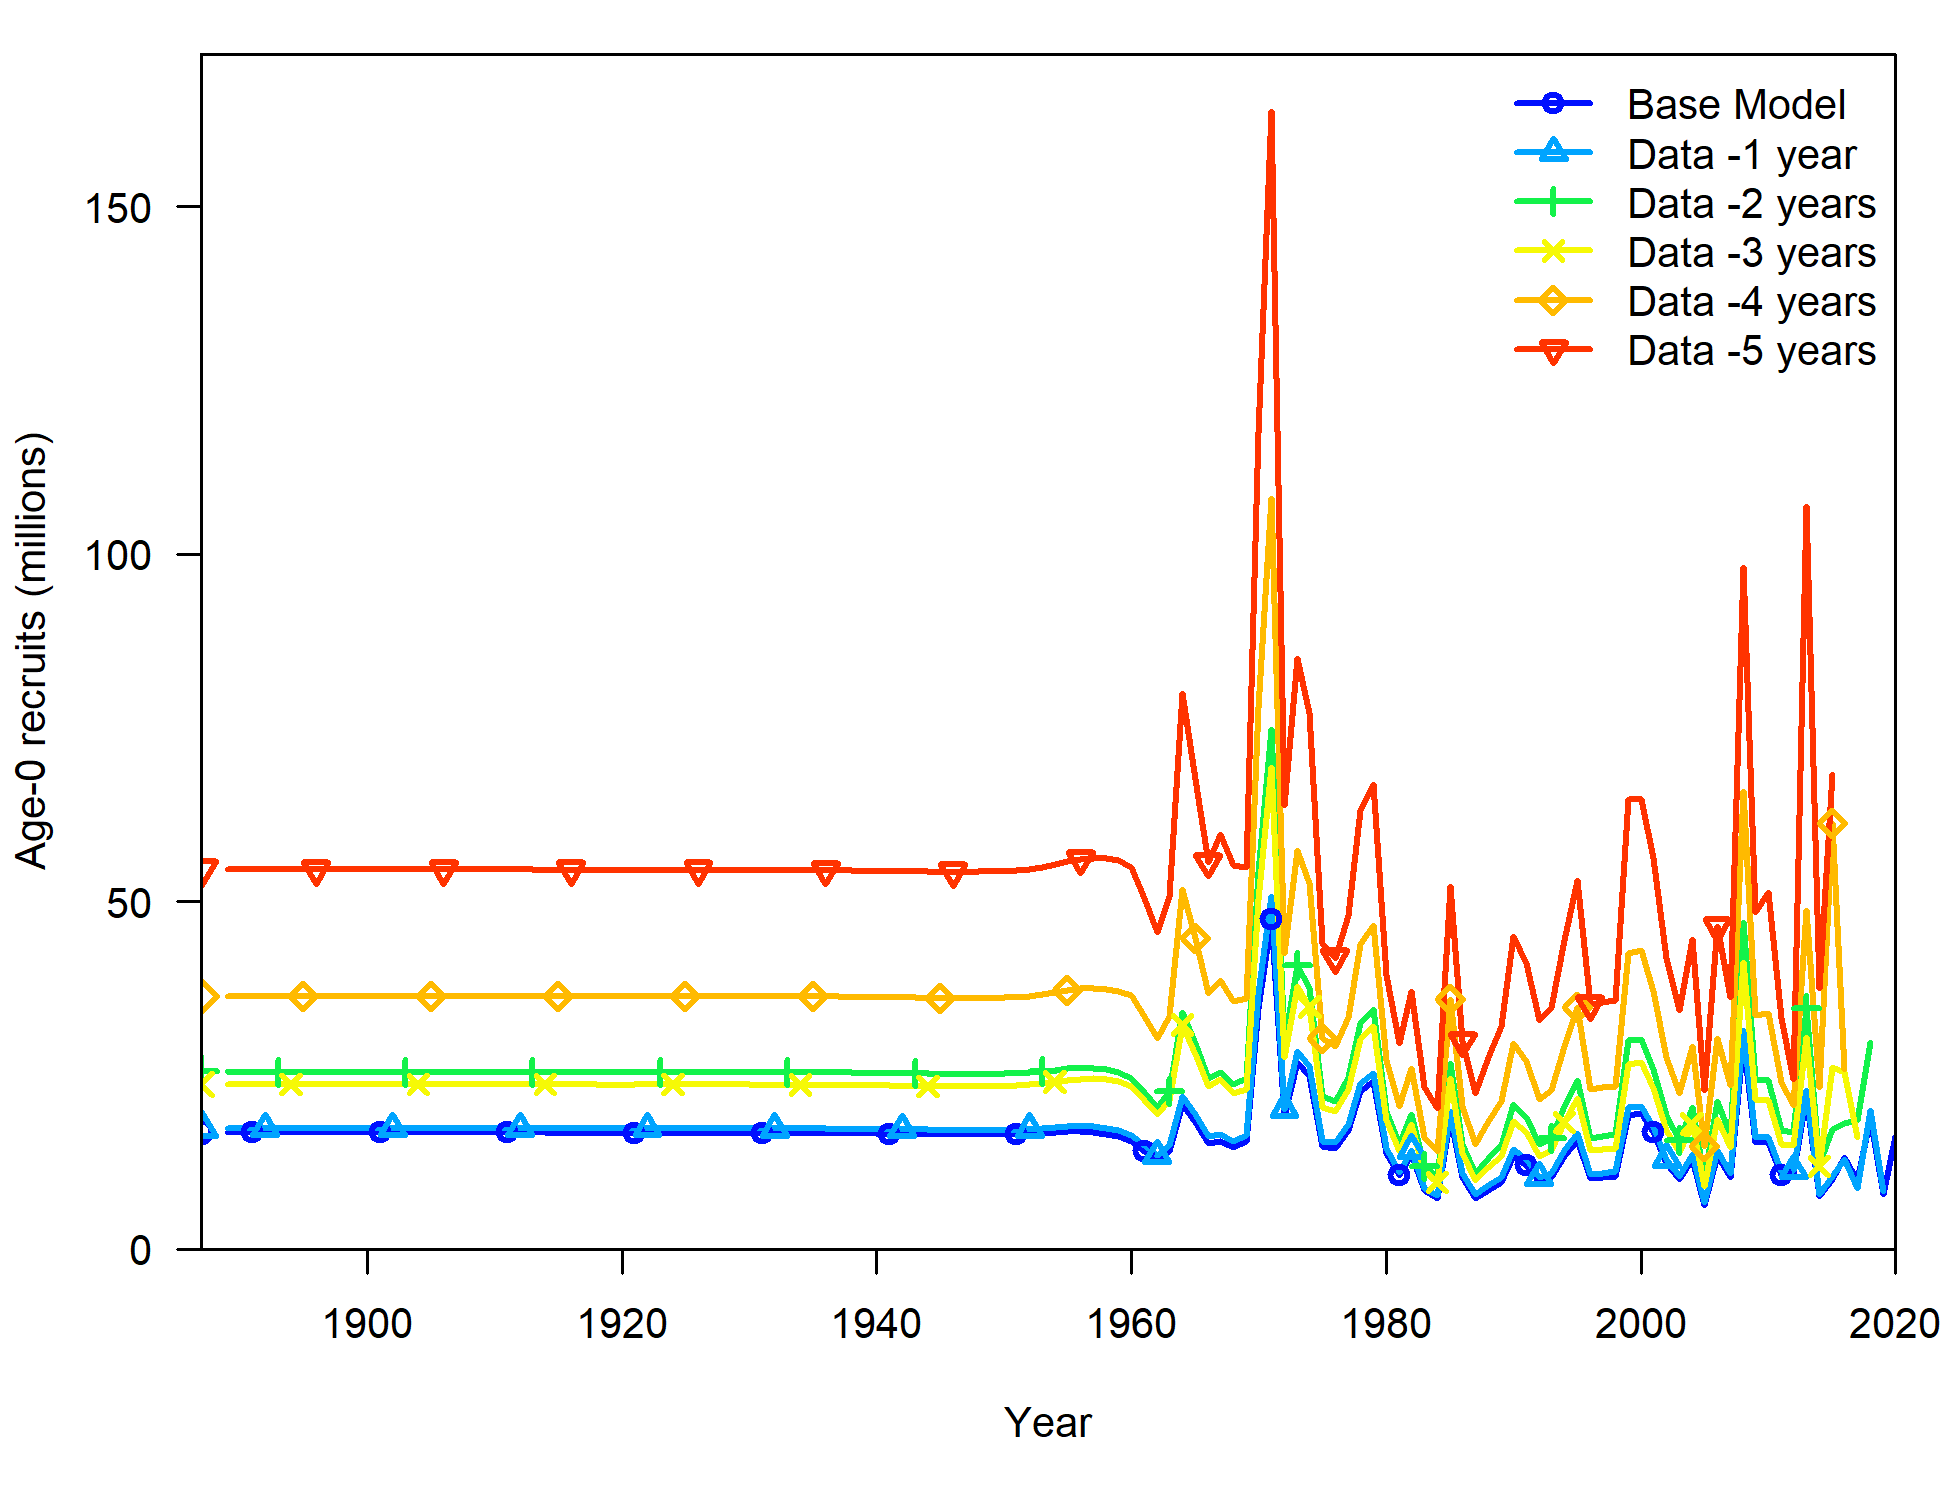 Base Model
Data -1 year
Data -2 years
Data -3 years
Data -4 years
Data -5 years
Age-0 recruits (millions)
150
100
50
0
1900 1920 1940 1960 1980 2000 2020
Year